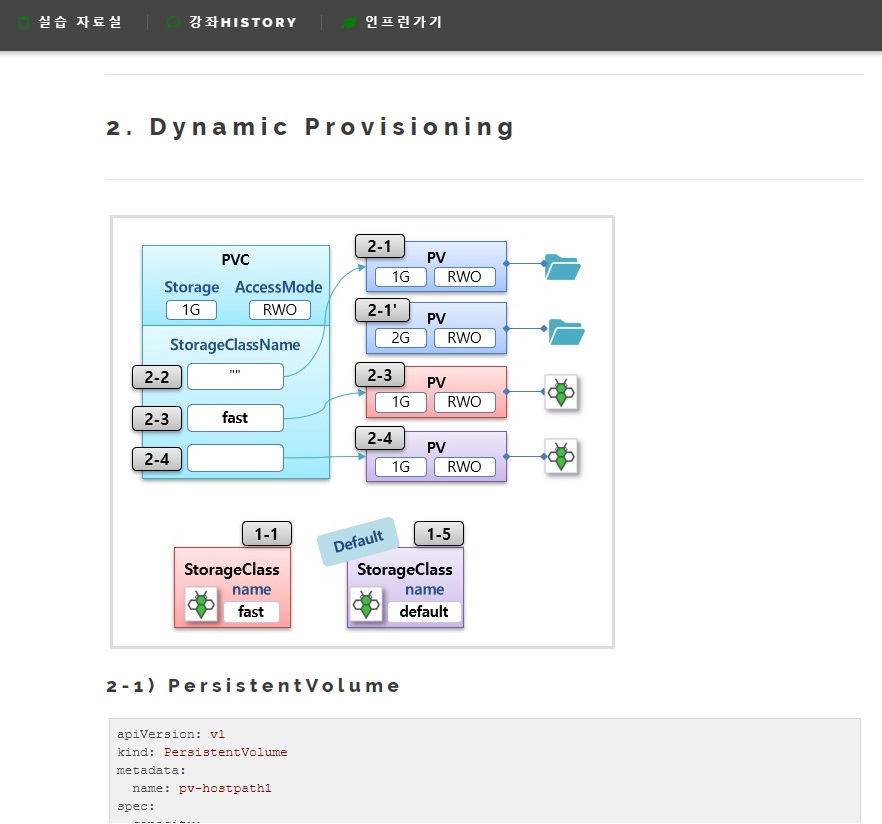 실습 자료실
강좌HISTORY
인프런가기
2. Dynamic Provisioning
PVC
Storage AccessMode
1G RWO
StorageClassName
2-2 ""
2-3 fast
2-4
2-1
PV
1G RWO
2-1'
PV
2G RWO
2-3
PV
1G RWO
2-4
PV
1G RWO
1-1
StorageClass
name
fast
Default
1-5
StorageClass
name
default
2-1) PersistentVolume
apiVersion: v1
kind: PersistentVolume
metadata:
  name: pv-hostpath1
spec:
  capacity: